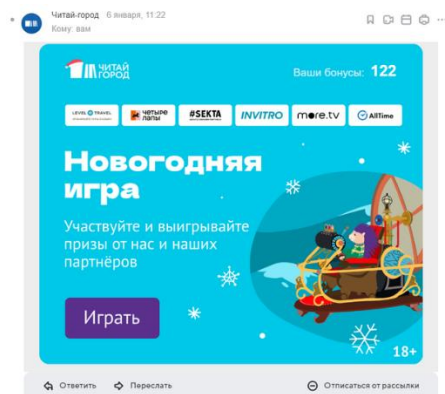 Читай-город 6 января, 11:22
Кому: вам
ЧИТАЙ
ГОРОД
Ваши бонусы: 122
LEVEL TRAVEL
ЧЕТЫРЕ
ЛАПЫ
#SEKTA
INVITRO
more.tv
AllTime
Новогодняя
игра
Участвуйте и выигрывайте
призы от нас и наших
партнёров
Играть
18+
Ответить
Переслать
Отписаться от рассылки